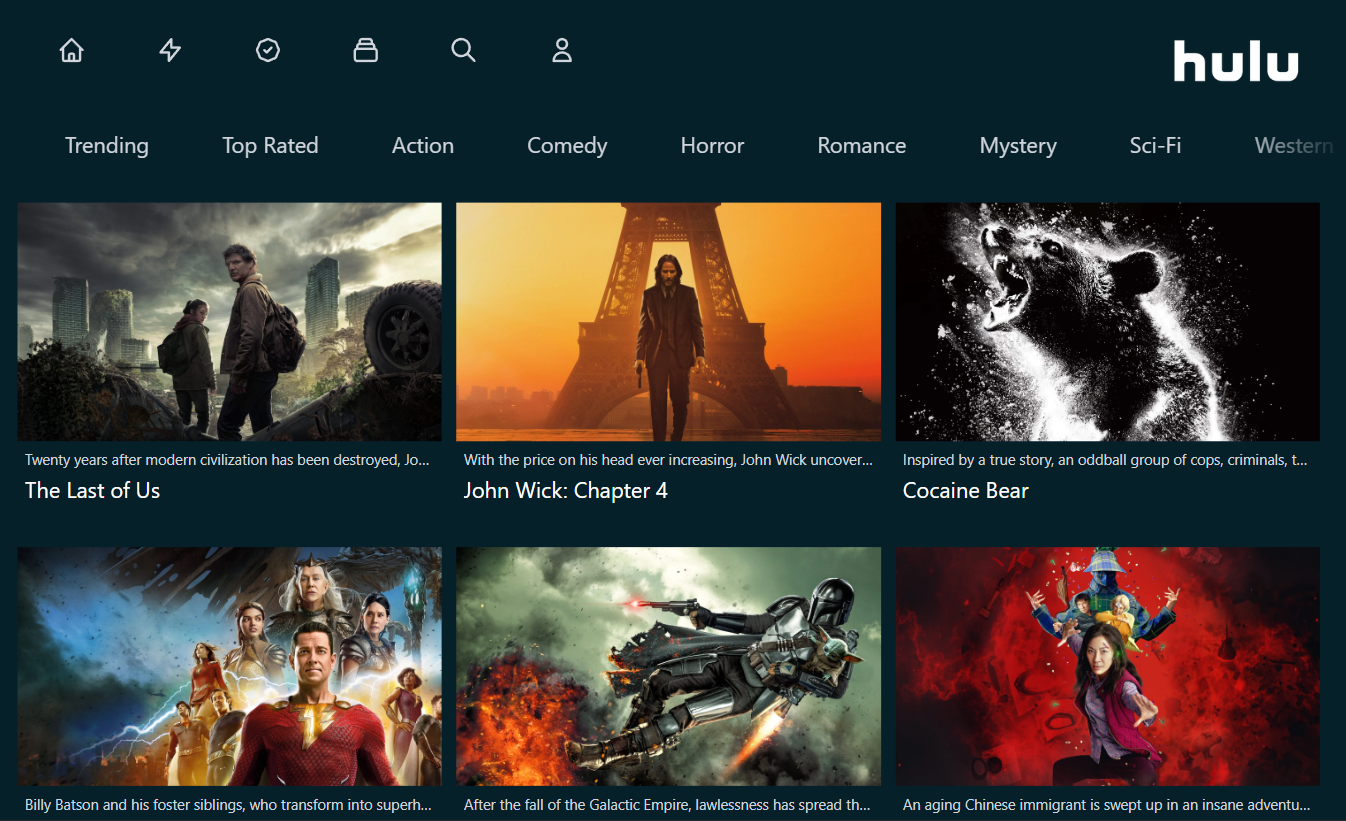 hulu
Trending Top Rated Action Comedy Horror Romance Mystery Sci-Fi Western
Twenty years after modern civilization has been destroyed, Jo...
The Last of Us
With the price on his head ever increasing, John Wick uncover...
John Wick: Chapter 4
Inspired by a true story, an oddball group of cops, criminals, t...
Cocaine Bear
Billy Batson and his foster siblings, who transform into superh...
After the fall of the Galactic Empire, lawlessness has spread th...
An aging Chinese immigrant is swept up in an insane adventu...